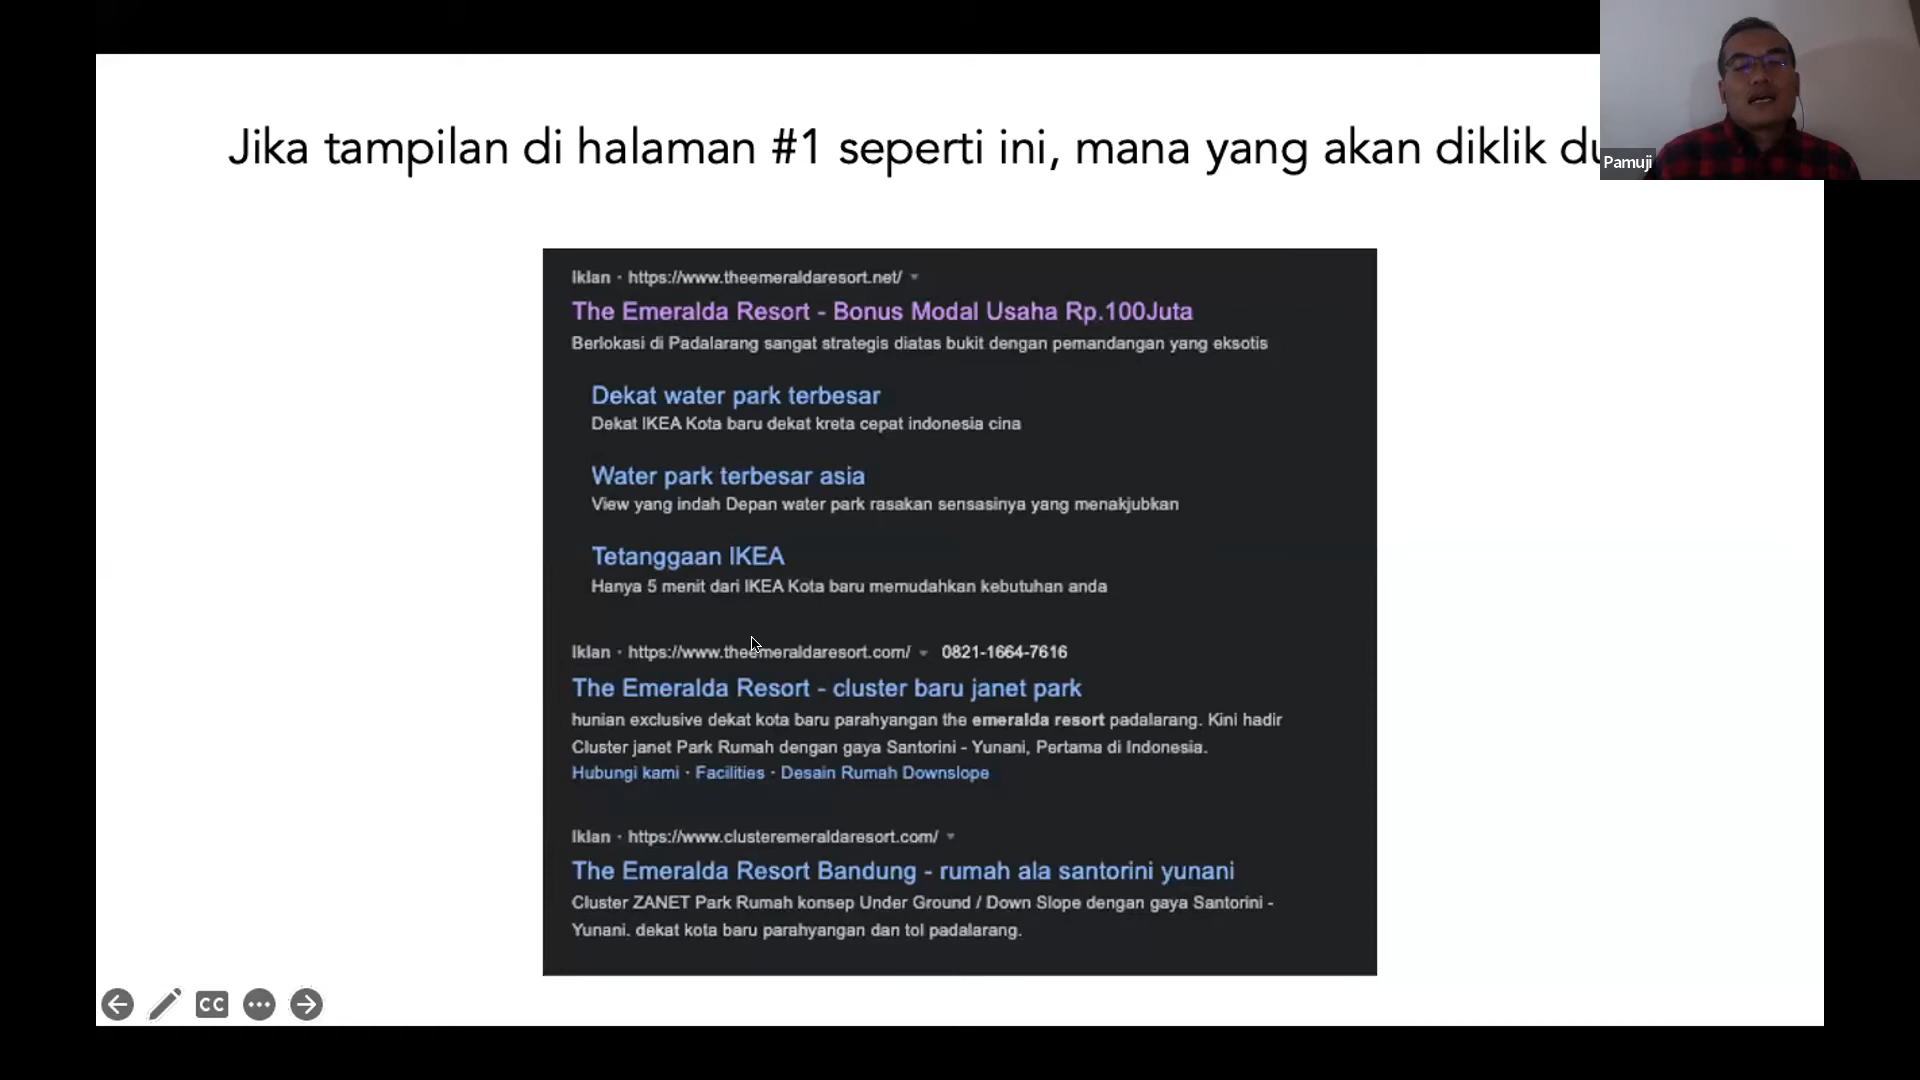 Jika tampilan di halaman #1 seperti ini, mana yang akan diklik
Pamuji
Iklan · https://www.theemeraldaresort.net/
The Emeralda Resort - Bonus Modal Usaha Rp.100Juta
Berlokasi di Padalarang sangat strategis diatas bukit dengan pemandangan yang eksotis
Dekat water park terbesar
Dekat IKEA Kota baru dekat kreta cepat indonesia cina
Water park terbesar asia
View yang indah Depan water park rasakan sensasinya yang menakjubkan
Tetanggaan IKEA
Hanya 5 menit dari IKEA Kota baru memudahkan kebutuhan anda
Iklan · https://www.theemeraldaresort.com/ 0821-1664-7616
The Emeralda Resort - cluster baru janet park
hunian exclusive dekat kota baru parahyangan the emeralda resort padalarang. Kini hadir
Cluster janet Park Rumah dengan gaya Santorini - Yunani, Pertama di Indonesia.
Hubungi kami · Facilities · Desain Rumah Downslope
Iklan · https://www.clusteremeraldaresort.com/
The Emeralda Resort Bandung - rumah ala santorini yunani
Cluster ZANET Park Rumah konsep Under Ground / Down Slope dengan gaya Santorini -
Yunani. dekat kota baru parahyangan dan tol padalarang.
CC